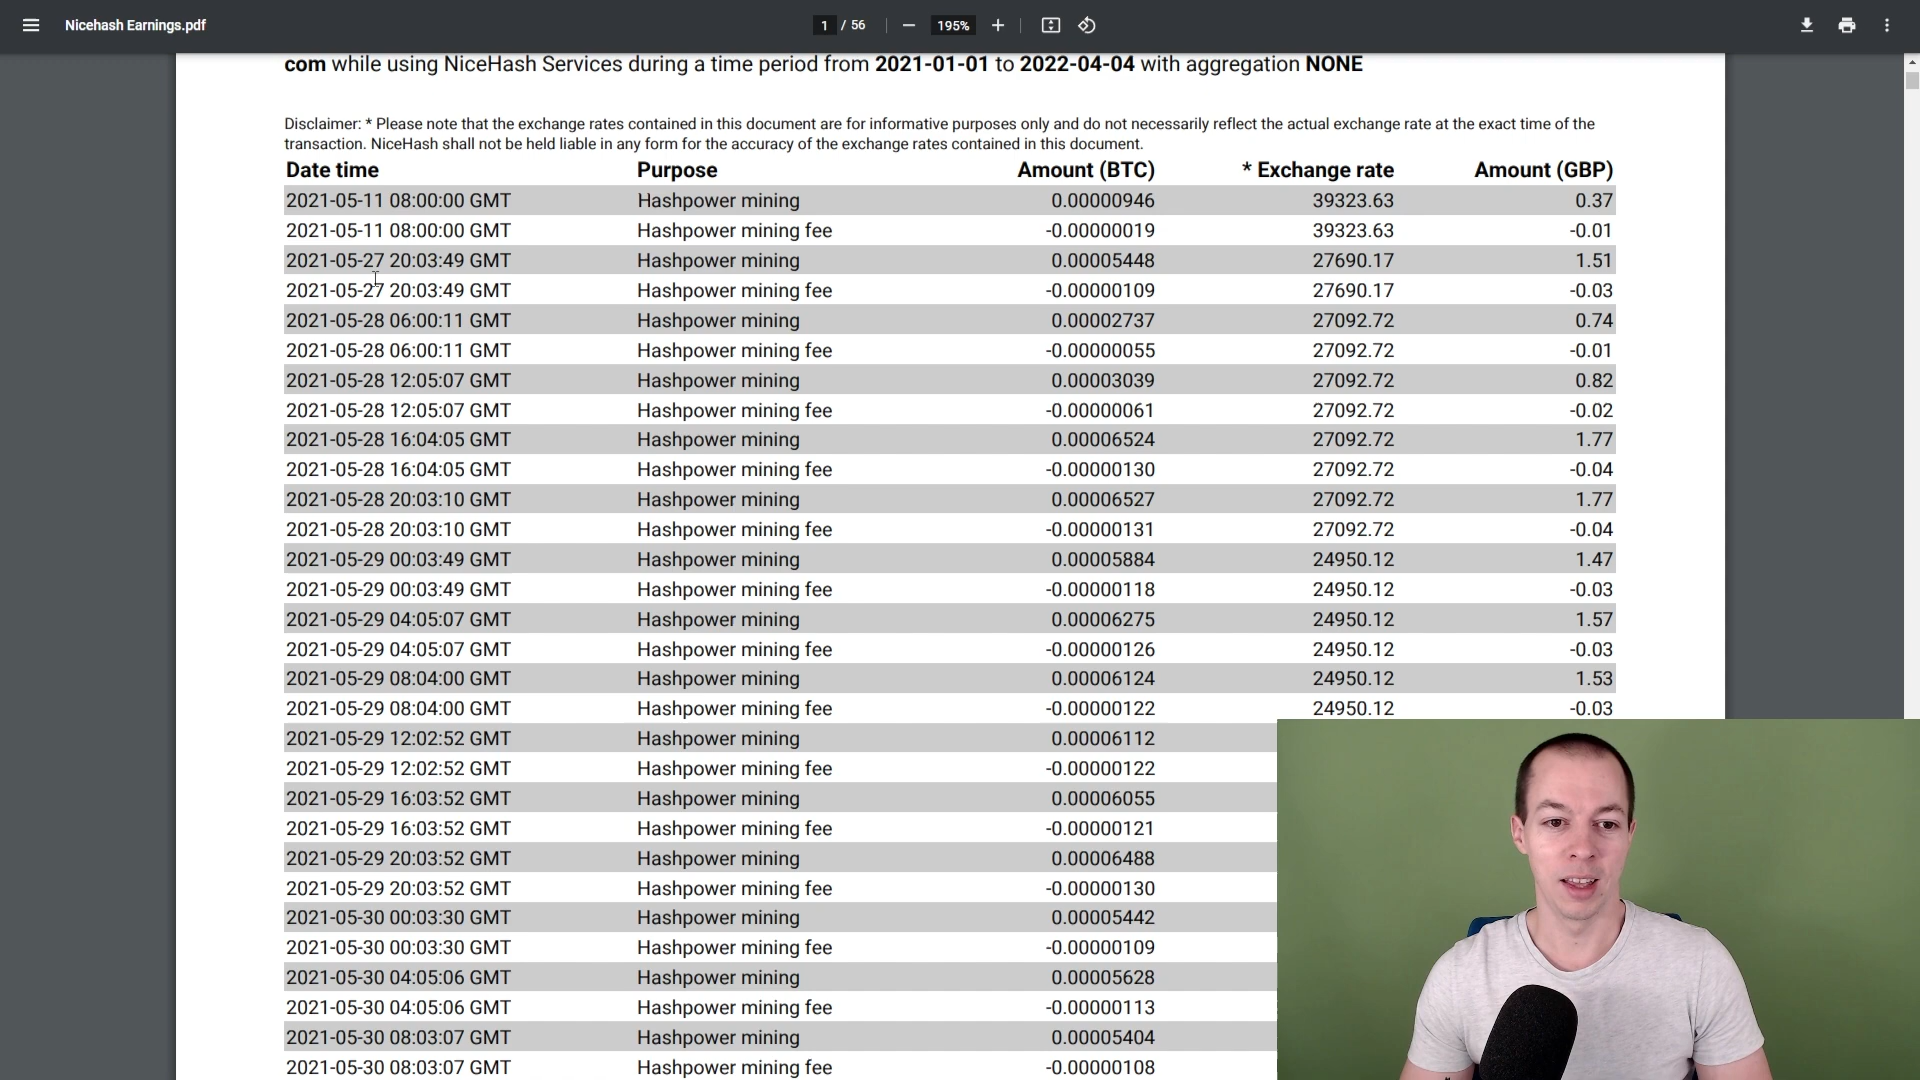 Nicehash Earnings.pdf
1 / 56
195%
com while using NiceHash Services during a time period from 2021-01-01 to 2022-04-04 with aggregation NONE
Disclaimer: * Please note that the exchange rates contained in this document are for informative purposes only and do not necessarily reflect the actual exchange rate at the exact time of the
transaction. NiceHash shall not be held liable in any form for the accuracy of the exchange rates contained in this document.
Date time Purpose Amount (BTC) * Exchange rate Amount (GBP)
2021-05-11 08:00:00 GMT Hashpower mining 0.00000946 39323.63 0.37
2021-05-11 08:00:00 GMT Hashpower mining fee -0.00000019 39323.63 -0.01
2021-05-27 20:03:49 GMT Hashpower mining 0.00005448 27690.17 1.51
2021-05-27 20:03:49 GMT Hashpower mining fee -0.00000109 27690.17 -0.03
2021-05-28 06:00:11 GMT Hashpower mining 0.00002737 27092.72 0.74
2021-05-28 06:00:11 GMT Hashpower mining fee -0.00000055 27092.72 -0.01
2021-05-28 12:05:07 GMT Hashpower mining 0.00003039 27092.72 0.82
2021-05-28 12:05:07 GMT Hashpower mining fee -0.00000061 27092.72 -0.02
2021-05-28 16:04:05 GMT Hashpower mining 0.00006524 27092.72 1.77
2021-05-28 16:04:05 GMT Hashpower mining fee -0.00000130 27092.72 -0.04
2021-05-28 20:03:10 GMT Hashpower mining 0.00006527 27092.72 1.77
2021-05-28 20:03:10 GMT Hashpower mining fee -0.00000131 27092.72 -0.04
2021-05-29 00:03:49 GMT Hashpower mining 0.00005884 24950.12 1.47
2021-05-29 00:03:49 GMT Hashpower mining fee -0.00000118 24950.12 -0.03
2021-05-29 04:05:07 GMT Hashpower mining 0.00006275 24950.12 1.57
2021-05-29 04:05:07 GMT Hashpower mining fee -0.00000126 24950.12 -0.03
2021-05-29 08:04:00 GMT Hashpower mining 0.00006124 24950.12 1.53
2021-05-29 08:04:00 GMT Hashpower mining fee -0.00000122 24950.12 -0.03
2021-05-29 12:02:52 GMT Hashpower mining 0.00006112
2021-05-29 12:02:52 GMT Hashpower mining fee -0.00000122
2021-05-29 16:03:52 GMT Hashpower mining 0.00006055
2021-05-29 16:03:52 GMT Hashpower mining fee -0.00000121
2021-05-29 20:03:52 GMT Hashpower mining 0.00006488
2021-05-29 20:03:52 GMT Hashpower mining fee -0.00000130
2021-05-30 00:03:30 GMT Hashpower mining 0.00005442
2021-05-30 00:03:30 GMT Hashpower mining fee -0.00000109
2021-05-30 04:05:06 GMT Hashpower mining 0.00005628
2021-05-30 04:05:06 GMT Hashpower mining fee -0.00000113
2021-05-30 08:03:07 GMT Hashpower mining 0.00005404
2021-05-30 08:03:07 GMT Hashpower mining fee -0.00000108